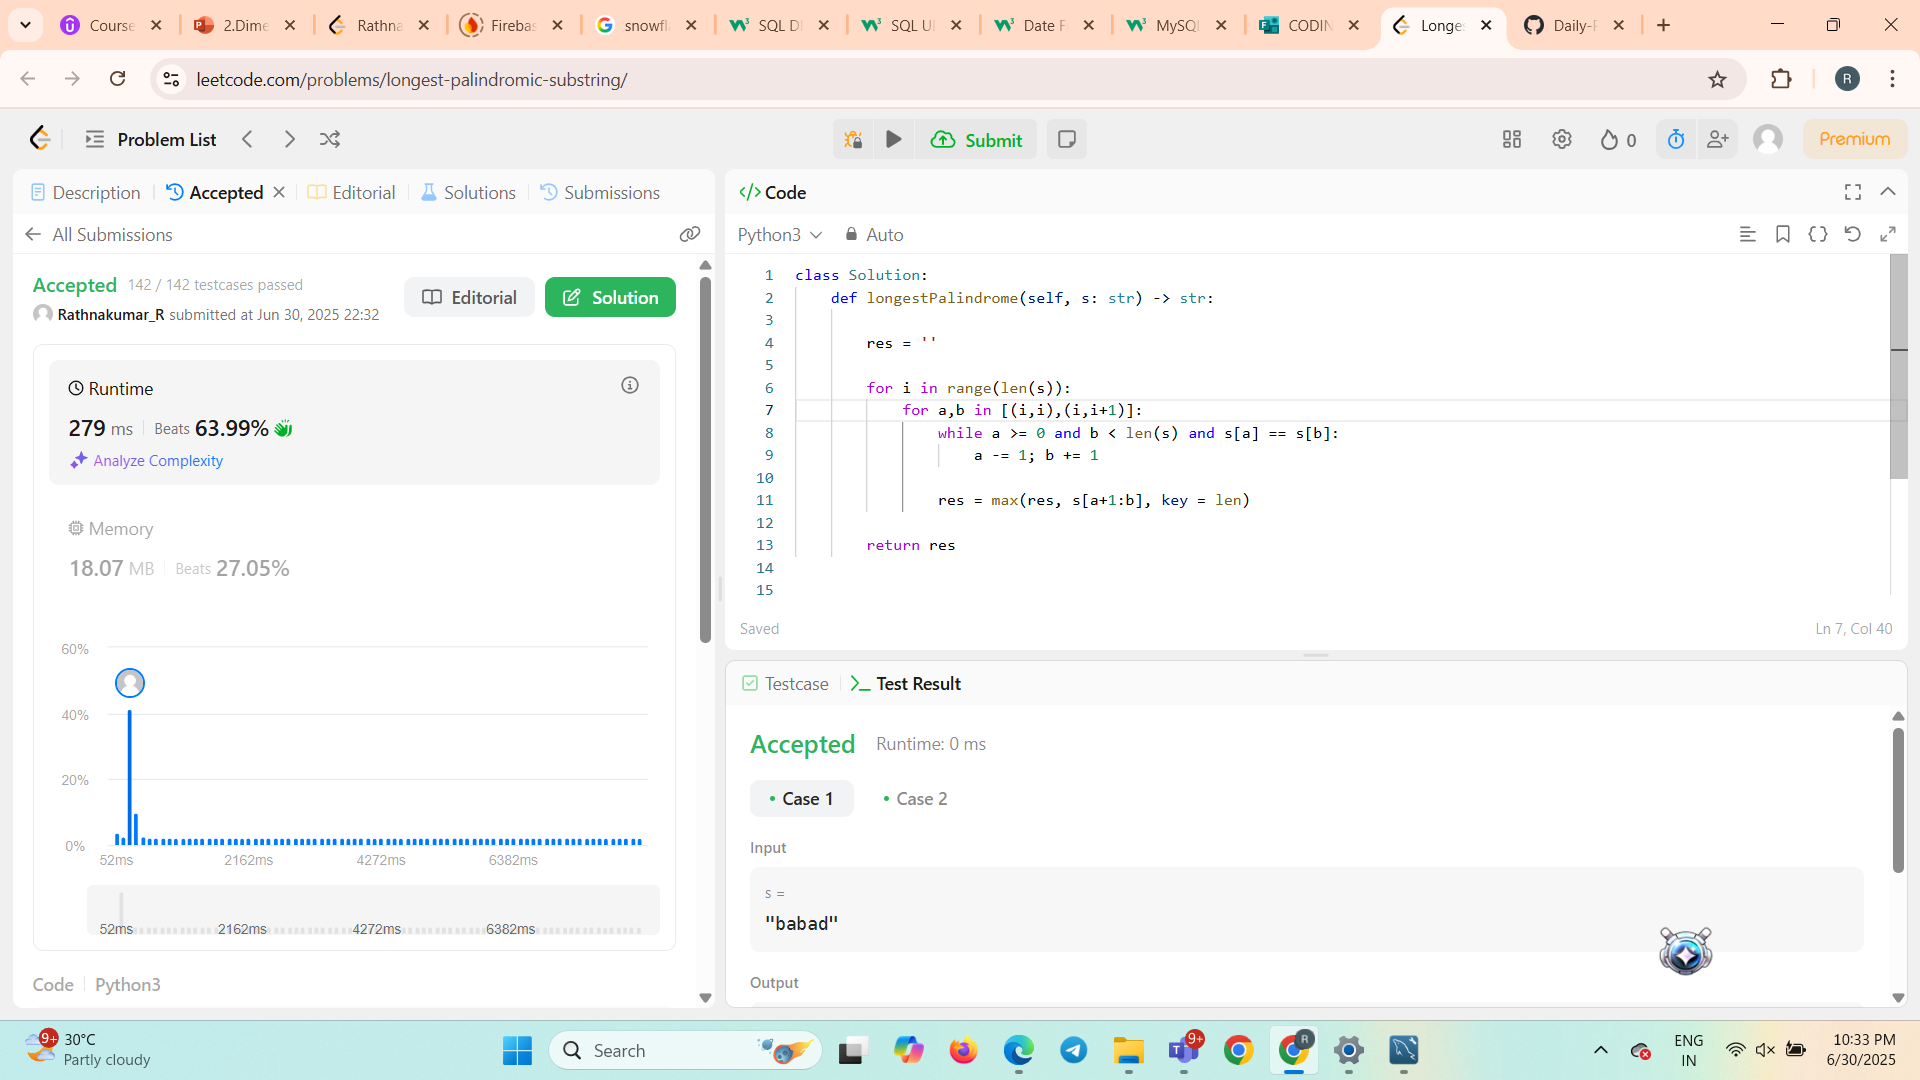 Course
2.Dime
Rathna
Firebas
snowfl
SQL D
SQL U
Date F
MySQ
CODIN
Longes
Daily-
leetcode.com/problems/longest-palindromic-substring/
R
Problem List
Submit
0
Premium
Description
Accepted
Editorial
Solutions
Submissions
All Submissions
Accepted 142 / 142 testcases passed
Rathnakumar_R submitted at Jun 30, 2025 22:32
Editorial
Solution
Runtime
279 ms Beats 63.99%
Analyze Complexity
Memory
18.07 MB Beats 27.05%
60%
40%
20%
0%
52ms 2162ms 4272ms 6382ms
52ms 2162ms 4272ms 6382ms
Code Python3
</> Code
Python3 Auto
1 class Solution:
2 def longestPalindrome(self, s: str) -> str:
3
4 res = ''
5
6 for i in range(len(s)):
7 for a,b in [(i,i),(i,i+1)]:
8 while a >= 0 and b < len(s) and s[a] == s[b]:
9 a -= 1; b += 1
10
11 res = max(res, s[a+1:b], key = len)
12
13 return res
14
15
Saved
Ln 7, Col 40
Testcase
Test Result
Accepted Runtime: 0 ms
Case 1
Case 2
Input
s =
"babad"
Output
9+
30°C
Partly cloudy
Search
9+
R
ENG
IN
10:33 PM
6/30/2025